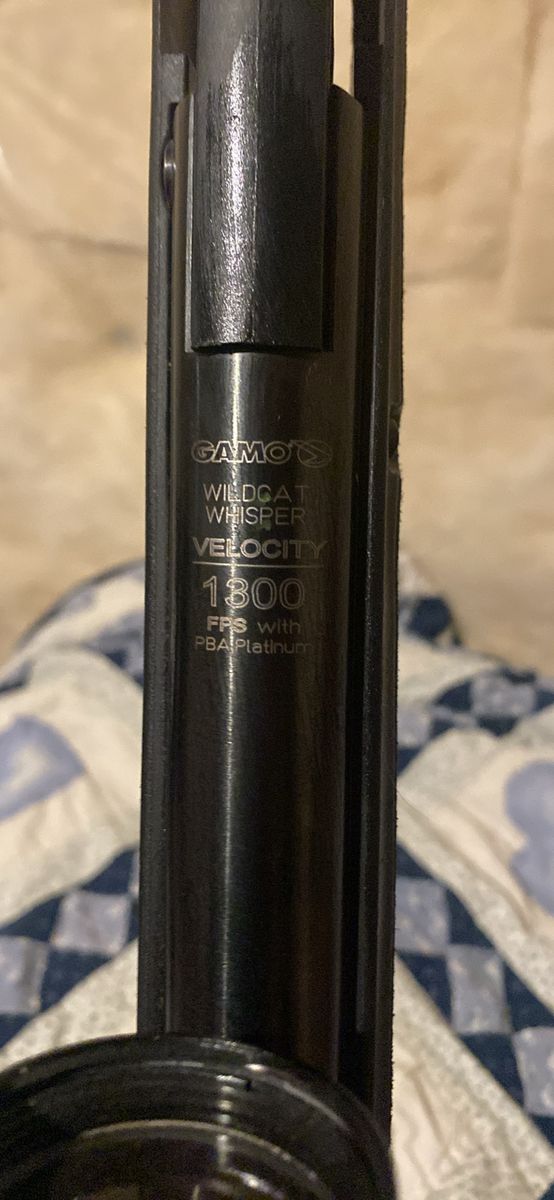 GAMO
WILDCAT
WHISPER
VELOCITY
1300
FPS with
PBA Platinum